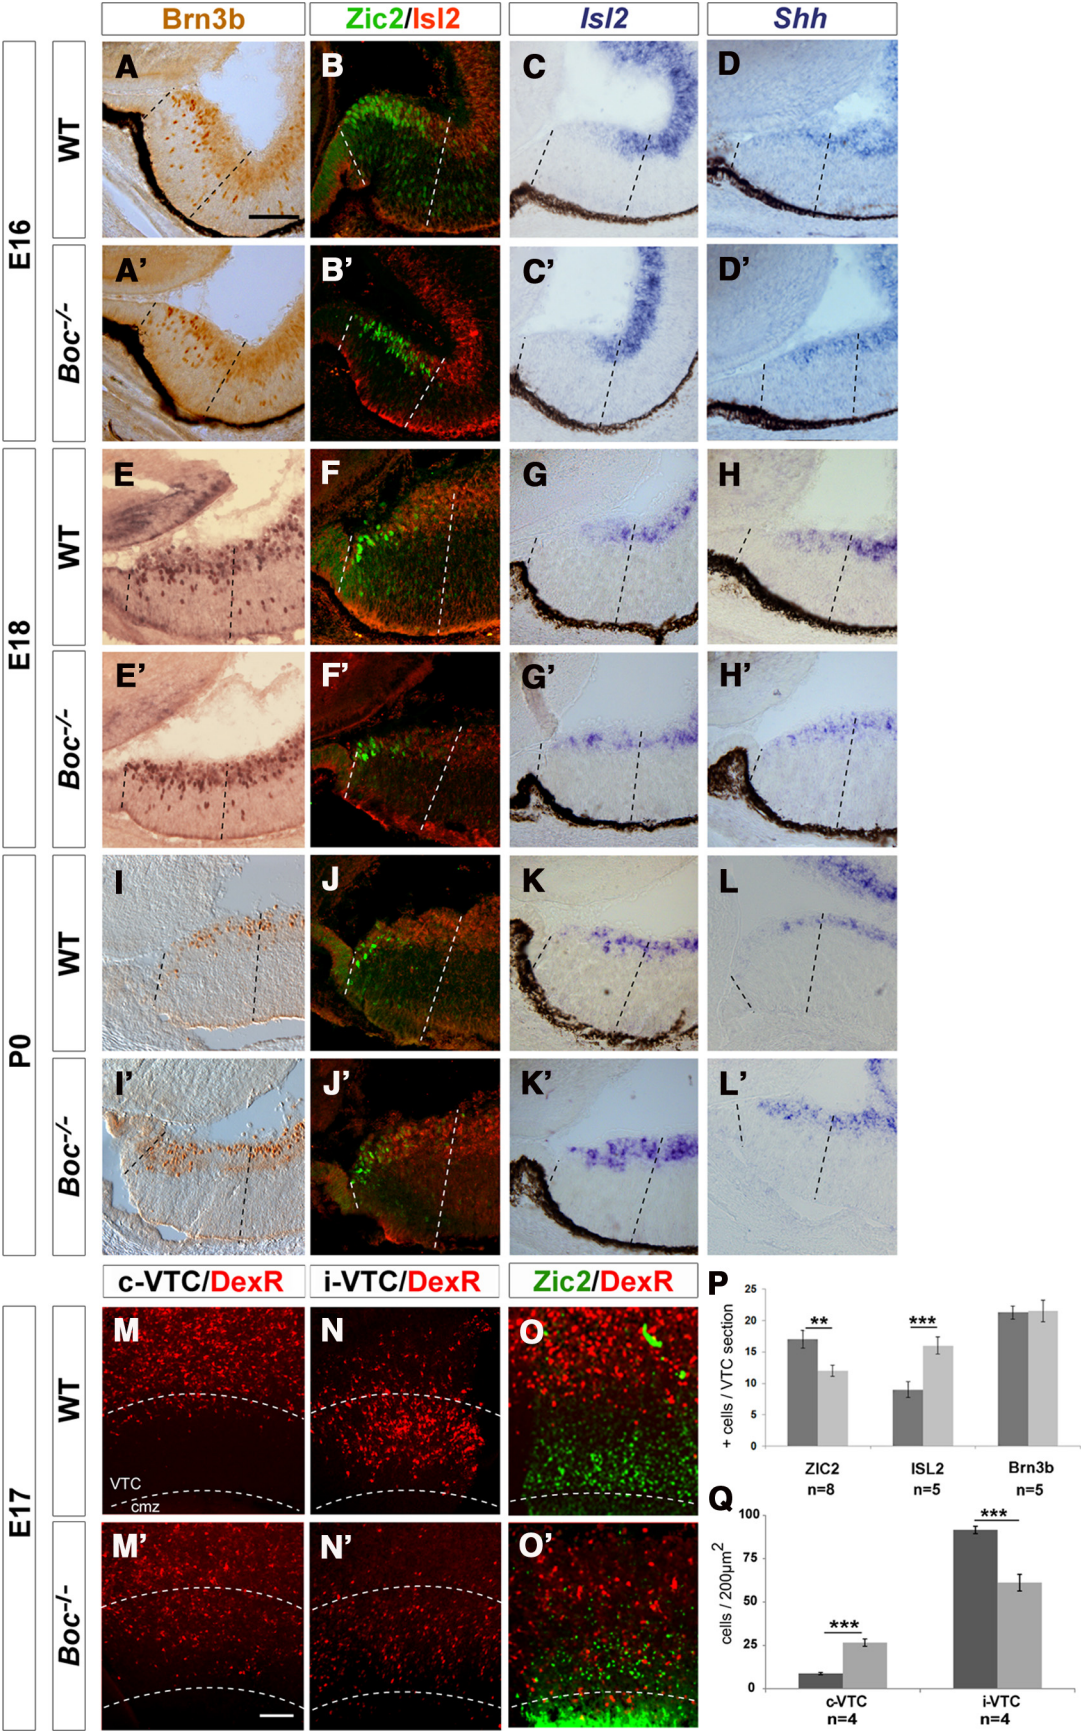 Brn3b Zic2/Isl2 Isl2 Shh
E16
WT
A B C D
Boc-/-
A’ B’ C’ D’
E18
WT
E F G H
Boc-/-
E’ F’ G’ H’
P0
WT
I J K L
Boc-/-
I’ J’ K’ L’
c-VTC/DexR i-VTC/DexR Zic2/DexR
E17
WT
M N O
VTC
cmz
Boc-/-
M’ N’ O’
P
+ cells / VTC section
25
20
15
10
5
0
** ***
ZIC2 ISL2 Brn3b
n=8 n=5 n=5
Q
cells / 200µm2
100
75
50
25
0
*** ***
c-VTC i-VTC
n=4 n=4